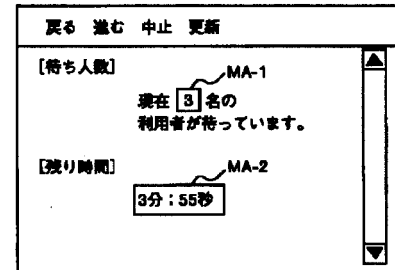 戻る 進む 中止 更新
[待ち人数]
MA-1
現在 3 名の
利用者が待っています。
[残り時間]
MA-2
3分:55秒